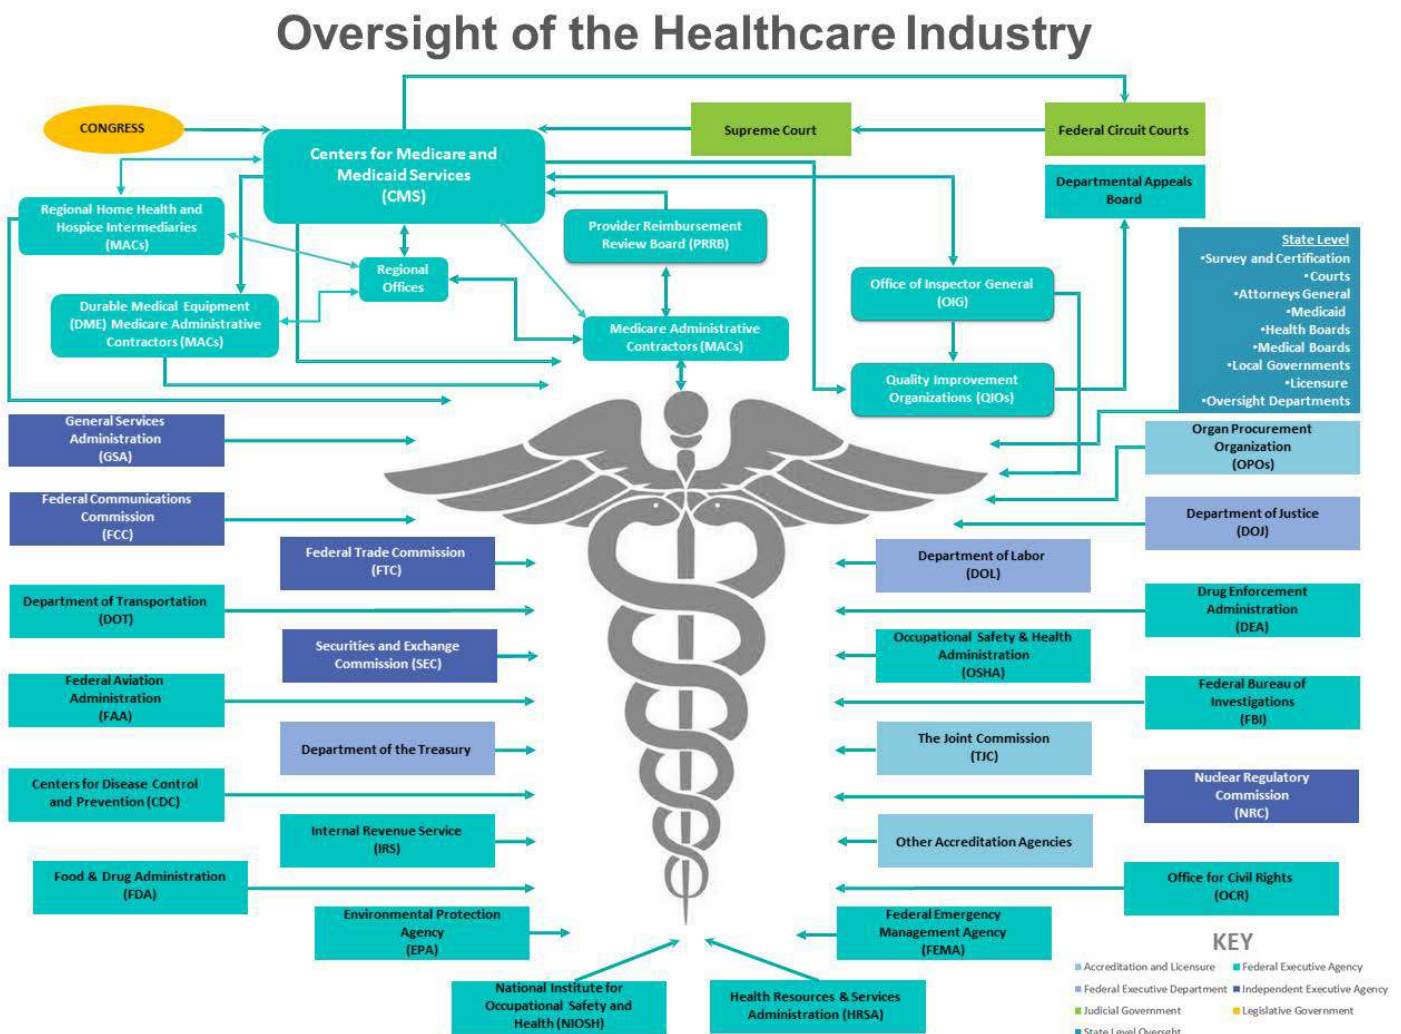 Oversight of the Healthcare Industry
CONGRESS
Supreme Court
Federal Circuit Courts
Centers for Medicare and
Medicaid Services
(CMS)
Departmental Appeals
Board
Regional Home Health and
Hospice Intermediaries
(MACs)
Provider Reimbursement
Review Board (PRRB)
Regional
Offices
Office of Inspector General
(OIG)
State Level
•Survey and Certification
•Courts
•Attorneys General
•Medicaid
•Health Boards
•Medical Boards
•Local Governments
•Licensure
•Oversight Departments
Durable Medical Equipment
(DME) Medicare Administrative
Contractors (MACs)
Medicare Administrative
Contractors (MACs)
Quality Improvement
Organizations (QIOs)
General Services
Administration
(GSA)
Organ Procurement
Organization
(OPOs)
Federal Communications
Commission
(FCC)
Department of Justice
(DOJ)
Federal Trade Commission
(FTC)
Department of Labor
(DOL)
Department of Transportation
(DOT)
Drug Enforcement
Administration
(DEA)
Securities and Exchange
Commission (SEC)
Occupational Safety & Health
Administration
(OSHA)
Federal Aviation
Administration
(FAA)
Federal Bureau of
Investigations
(FBI)
Department of the Treasury
The Joint Commission
(TJC)
Centers for Disease Control
and Prevention (CDC)
Nuclear Regulatory
Commission
(NRC)
Internal Revenue Service
(IRS)
Other Accreditation Agencies
Food & Drug Administration
(FDA)
Office for Civil Rights
(OCR)
Environmental Protection
Agency
(EPA)
Federal Emergency
Management Agency
(FEMA)
National Institute for
Occupational Safety and
Health (NIOSH)
Health Resources & Services
Administration (HRSA)
KEY
Accreditation and Licensure
Federal Executive Agency
Federal Executive Department
Independent Executive Agency
Judicial Government
Legislative Government
State Level Oversight